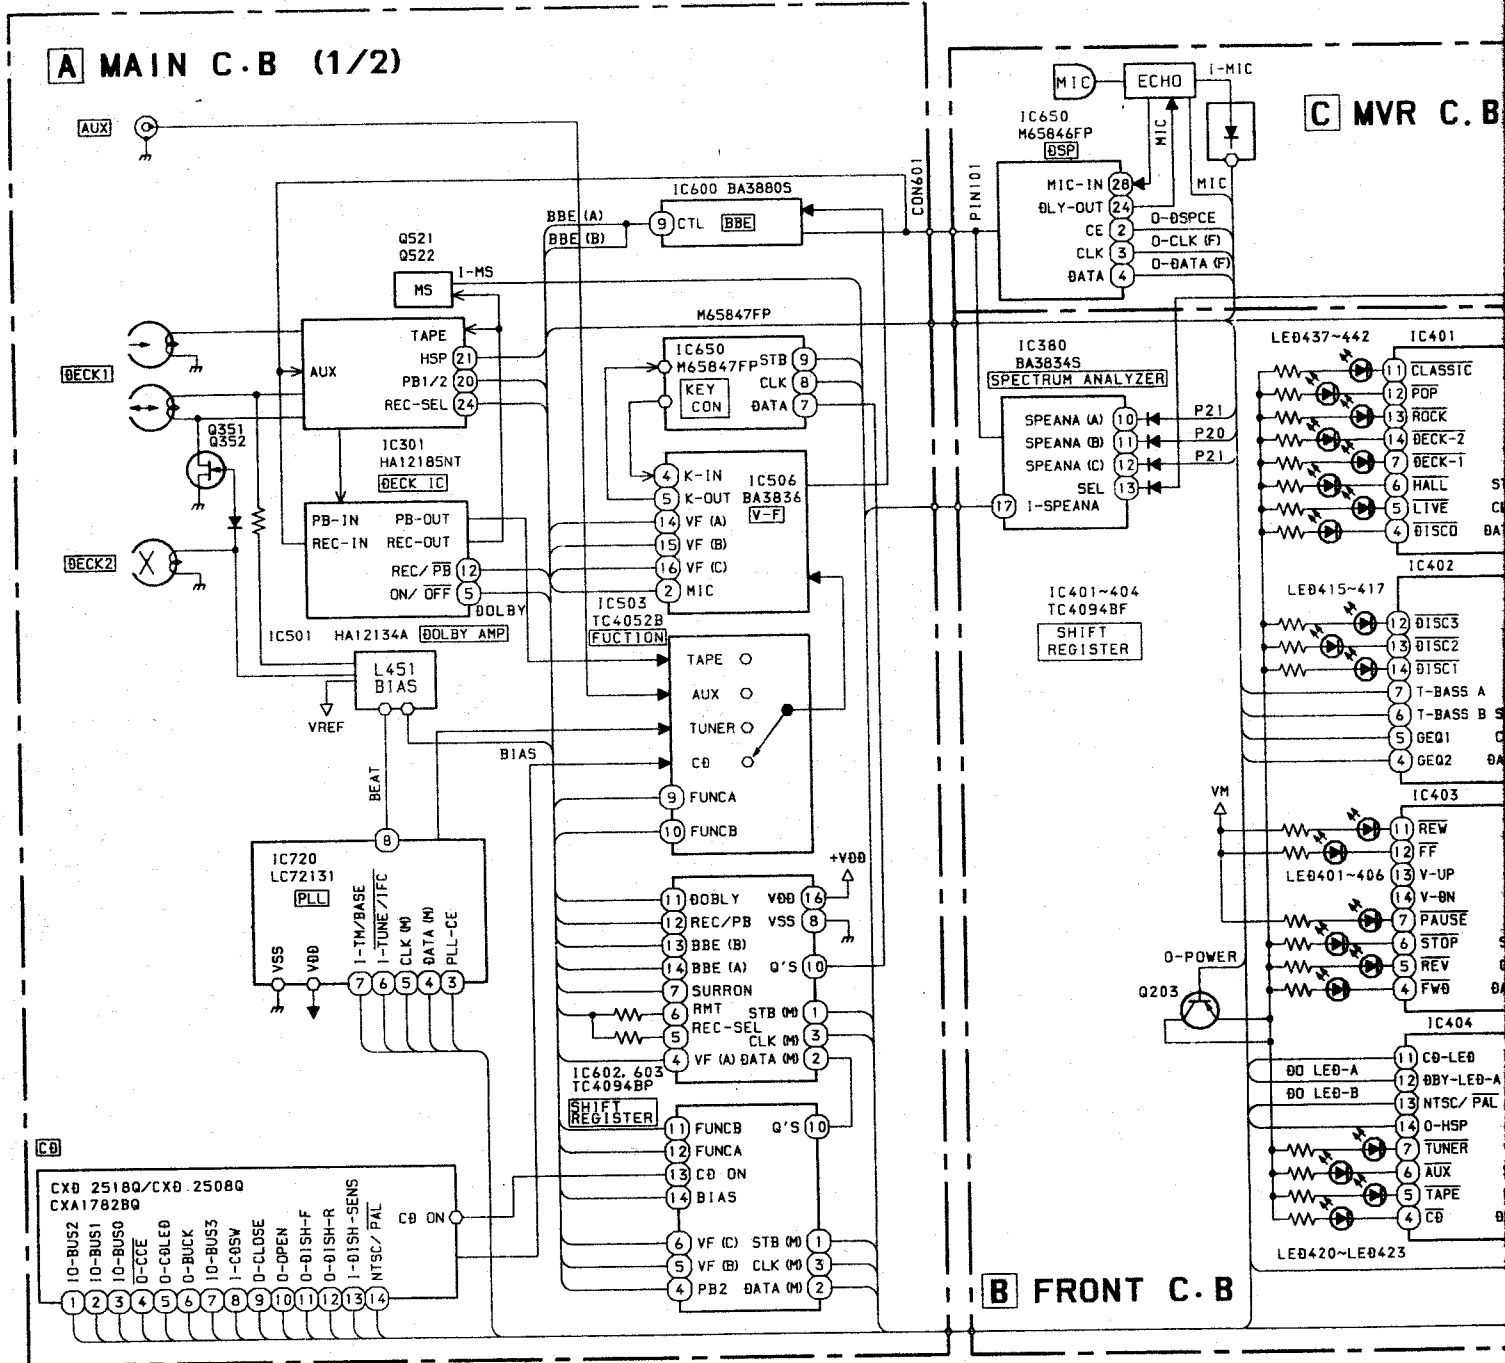 A MAIN C.B (1/2)
AUX
DECK1
DECK2
Q521
Q522
I-MS
MS
BBE (A)
BBE (B)
IC600 BA3880S
9 CTL BBE
CON601
PIN101
TAPE
AUX
HSP 21
PB1/2 20
REC-SEL 24
IC301
HA12185NT
DECK IC
Q351
Q352
PB-IN PB-OUT
REC-IN REC-OUT
REC/PB 12
ON/OFF 5
DOLBY
IC501 HA12134A DOLBY AMP
L451
BIAS
VREF
BEAT
BIAS
M65847FP
IC650
M65847FP
KEY
CON
STB 9
CLK 8
DATA 7
4 K-IN
5 K-OUT
14 VF (A)
15 VF (B)
16 VF (C)
2 MIC
IC506
BA3836
V-F
IC503
TC4052B
FUCTION
TAPE
AUX
TUNER
CD
9 FUNCA
10 FUNCB
8
IC720
LC72131
PLL
VSS
VDD
I-TM/BASE
I-TUNE/IFC
CLK (M)
DATA (M)
PLL-CE
7 6 5 4 3
+VDD
11 DOBLY VDD 16
12 REC/PB VSS 8
13 BBE (B)
14 BBE (A) Q'S 10
7 SURRON
6 RMT STB (M) 1
5 REC-SEL
CLK (M) 3
4 VF (A) DATA (M) 2
IC602, 603
TC4094BP
SHIFT
REGISTER
11 FUNCB Q'S 10
12 FUNCA
13 CD ON
14 BIAS
6 VF (C) STB (M) 1
5 VF (B) CLK (M) 3
4 PB2 DATA (M) 2
CD
CXD 2518Q/CXD.2508Q
CXA1782BQ
CD ON
IO-BUS2
IO-BUS1
IO-BUS0
O-CCE
O-CDLED
O-BUCK
IO-BUS3
I-CDSW
O-CLOSE
O-OPEN
O-DISH-F
O-DISH-R
I-DISH-SENS
NTSC/PAL
1 2 3 4 5 6 7 8 9 10 11 12 13 14
C MVR C.B
MIC
ECHO
I-MIC
IC650
M65846FP
DSP
MIC
MIC
MIC-IN 28
DLY-OUT 24
CE 2
CLK 3
DATA 4
O-DSPCE
O-CLK (F)
O-DATA (F)
IC380
BA3834S
SPECTRUM ANALYZER
SPEANA (A) 10
SPEANA (B) 11
SPEANA (C) 12
SEL 13
17 I-SPEANA
P21
P20
P21
IC401~404
TC4094BF
SHIFT
REGISTER
LED437~442 IC401
11 CLASSIC
12 POP
13 ROCK
14 DECK-2
7 DECK-1
6 HALL
5 LIVE
4 DISCO
IC402
LED415~417
12 DISC3
13 DISC2
14 DISC1
7 T-BASS A
6 T-BASS B
5 GEQ1
4 GEQ2
IC403
VM
11 REW
12 FF
LED401~406 13 V-UP
14 V-DN
7 PAUSE
6 STOP
5 REV
4 FWD
O-POWER
Q203
IC404
11 CD-LED
DO LED-A
12 DBY-LED-A
DO LED-B
13 NTSC/PAL
14 O-HSP
7 TUNER
6 AUX
5 TAPE
4 CD
LED420~LED423
B FRONT C.B